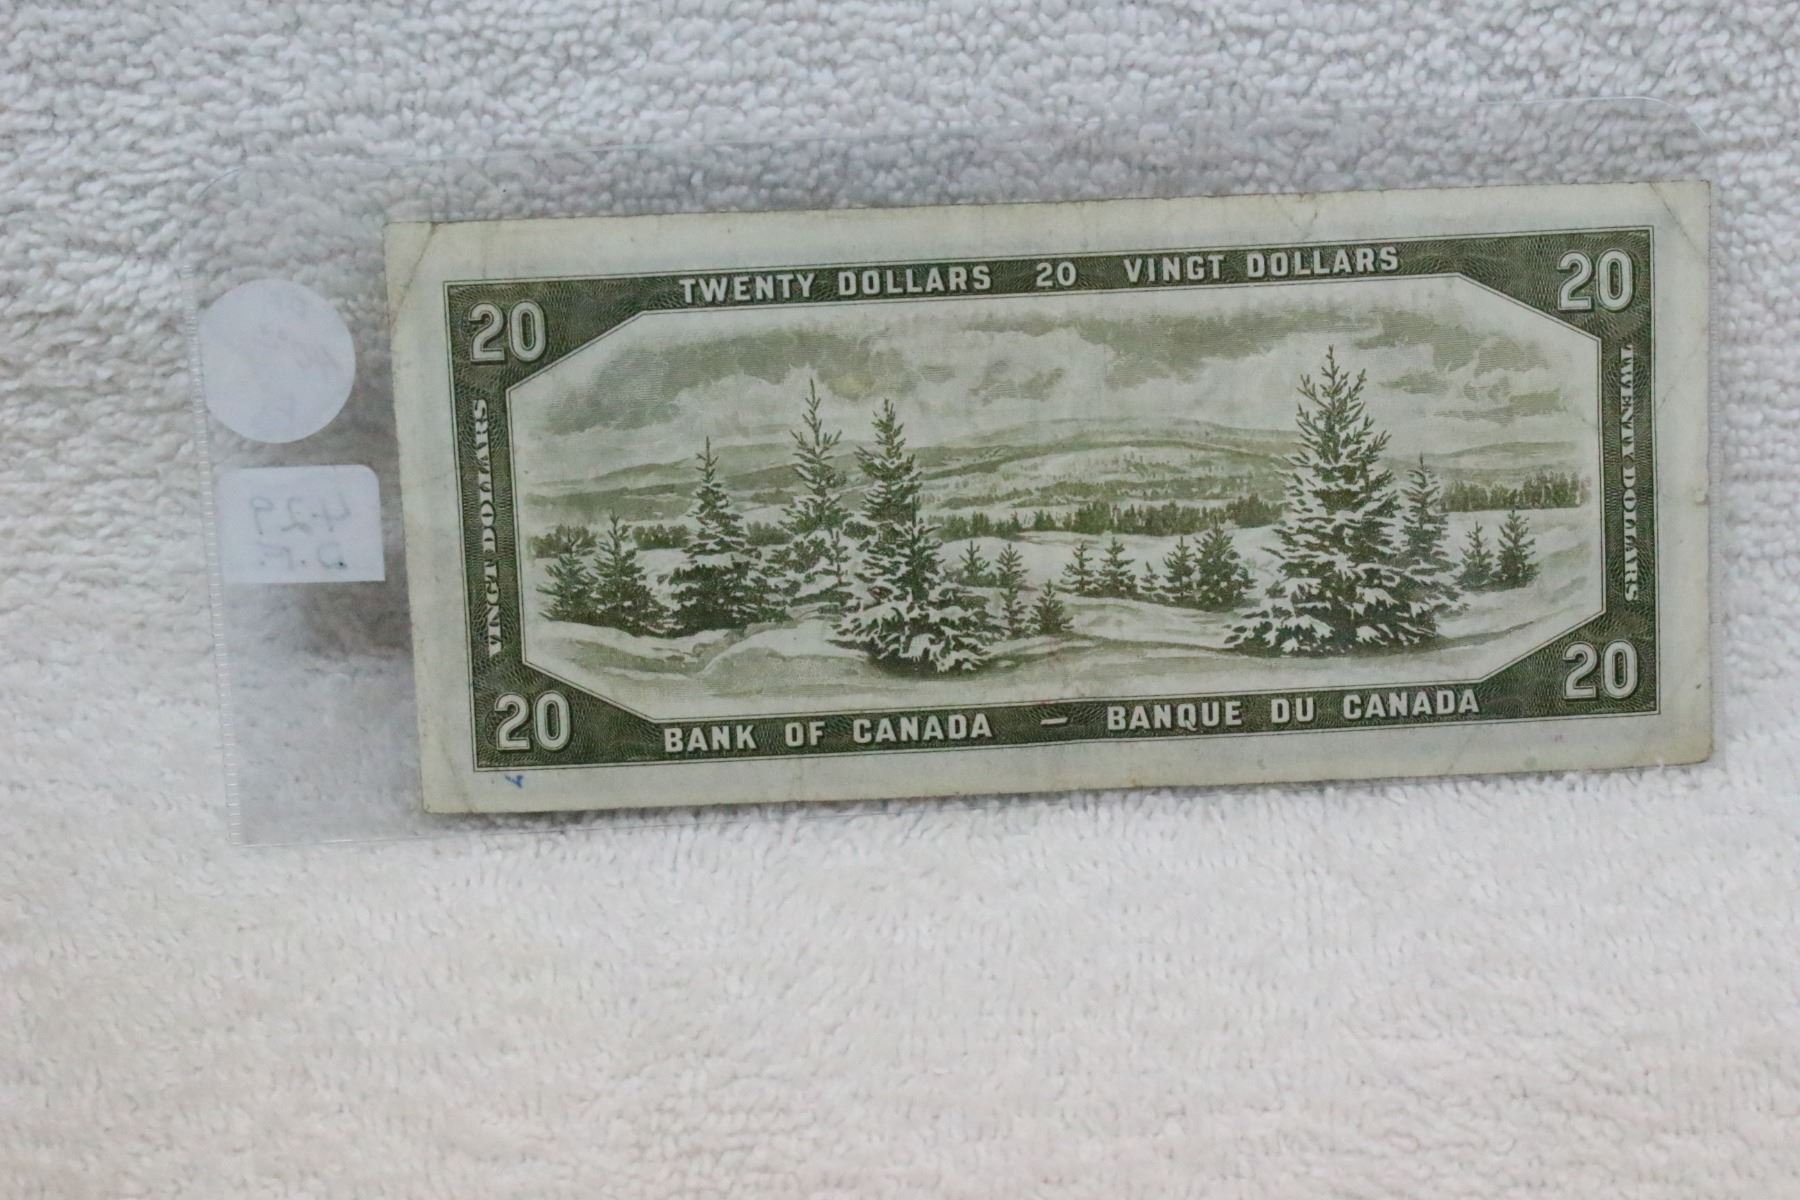 TWENTY DOLLARS 20 VINGT DOLLARS
20
20
VINGT DOLLARS
TWENTY DOLLARS
429
20
20
BANK OF CANADA — BANQUE DU CANADA